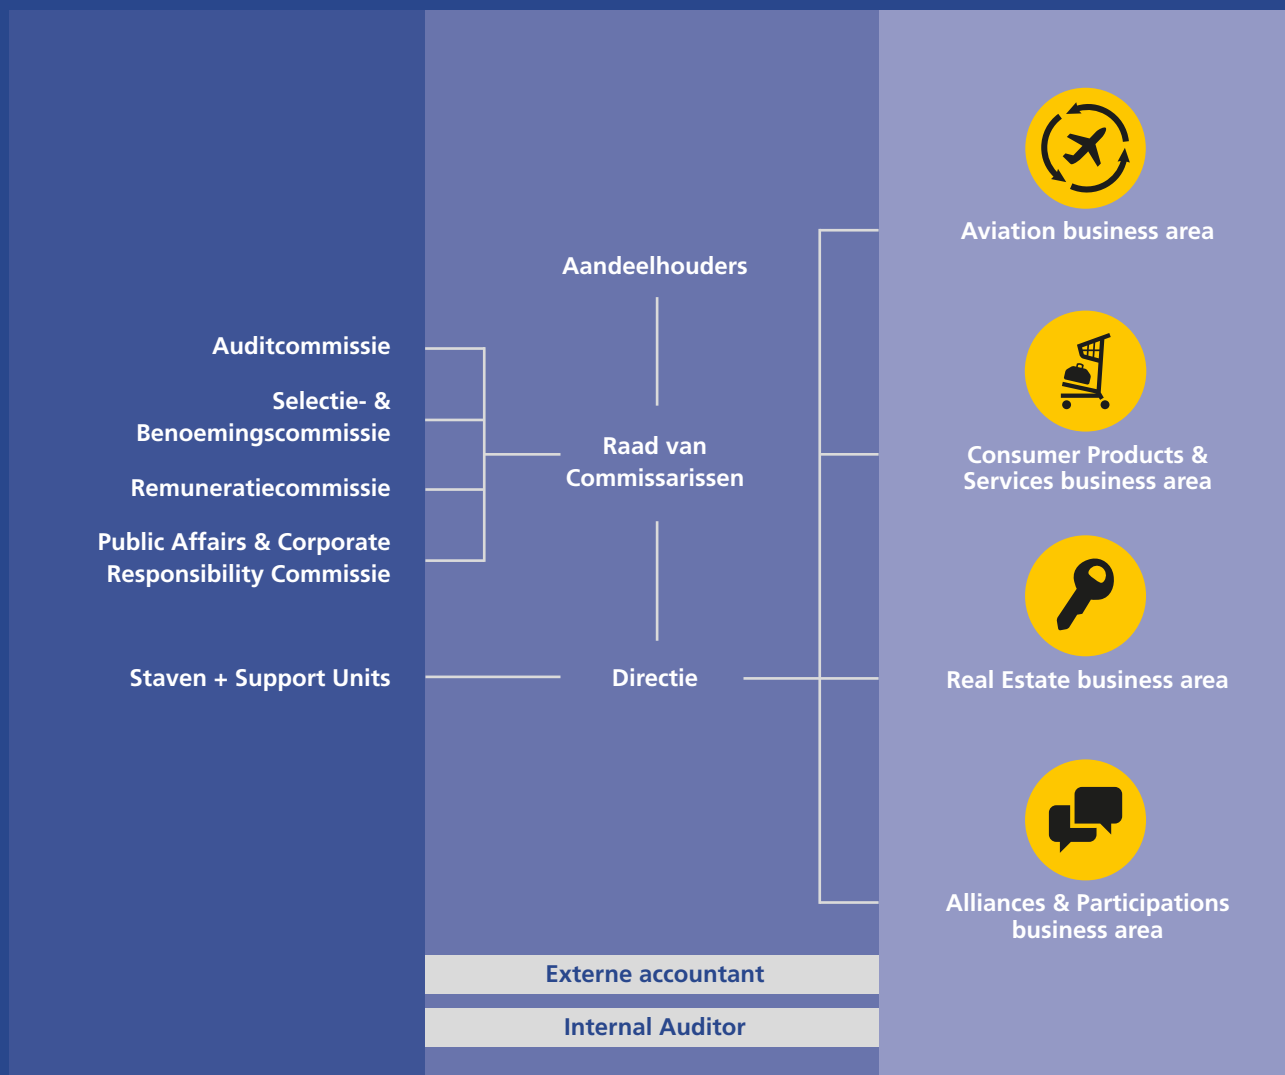 Auditcommissie
Selectie- &
Benoemingscommissie
Remuneratiecommissie
Public Affairs & Corporate
Responsibility Commissie
Staven + Support Units
Aandeelhouders
Raad van
Commissarissen
Directie
Externe accountant
Internal Auditor
Aviation business area
Consumer Products &
Services business area
Real Estate business area
Alliances & Participations
business area